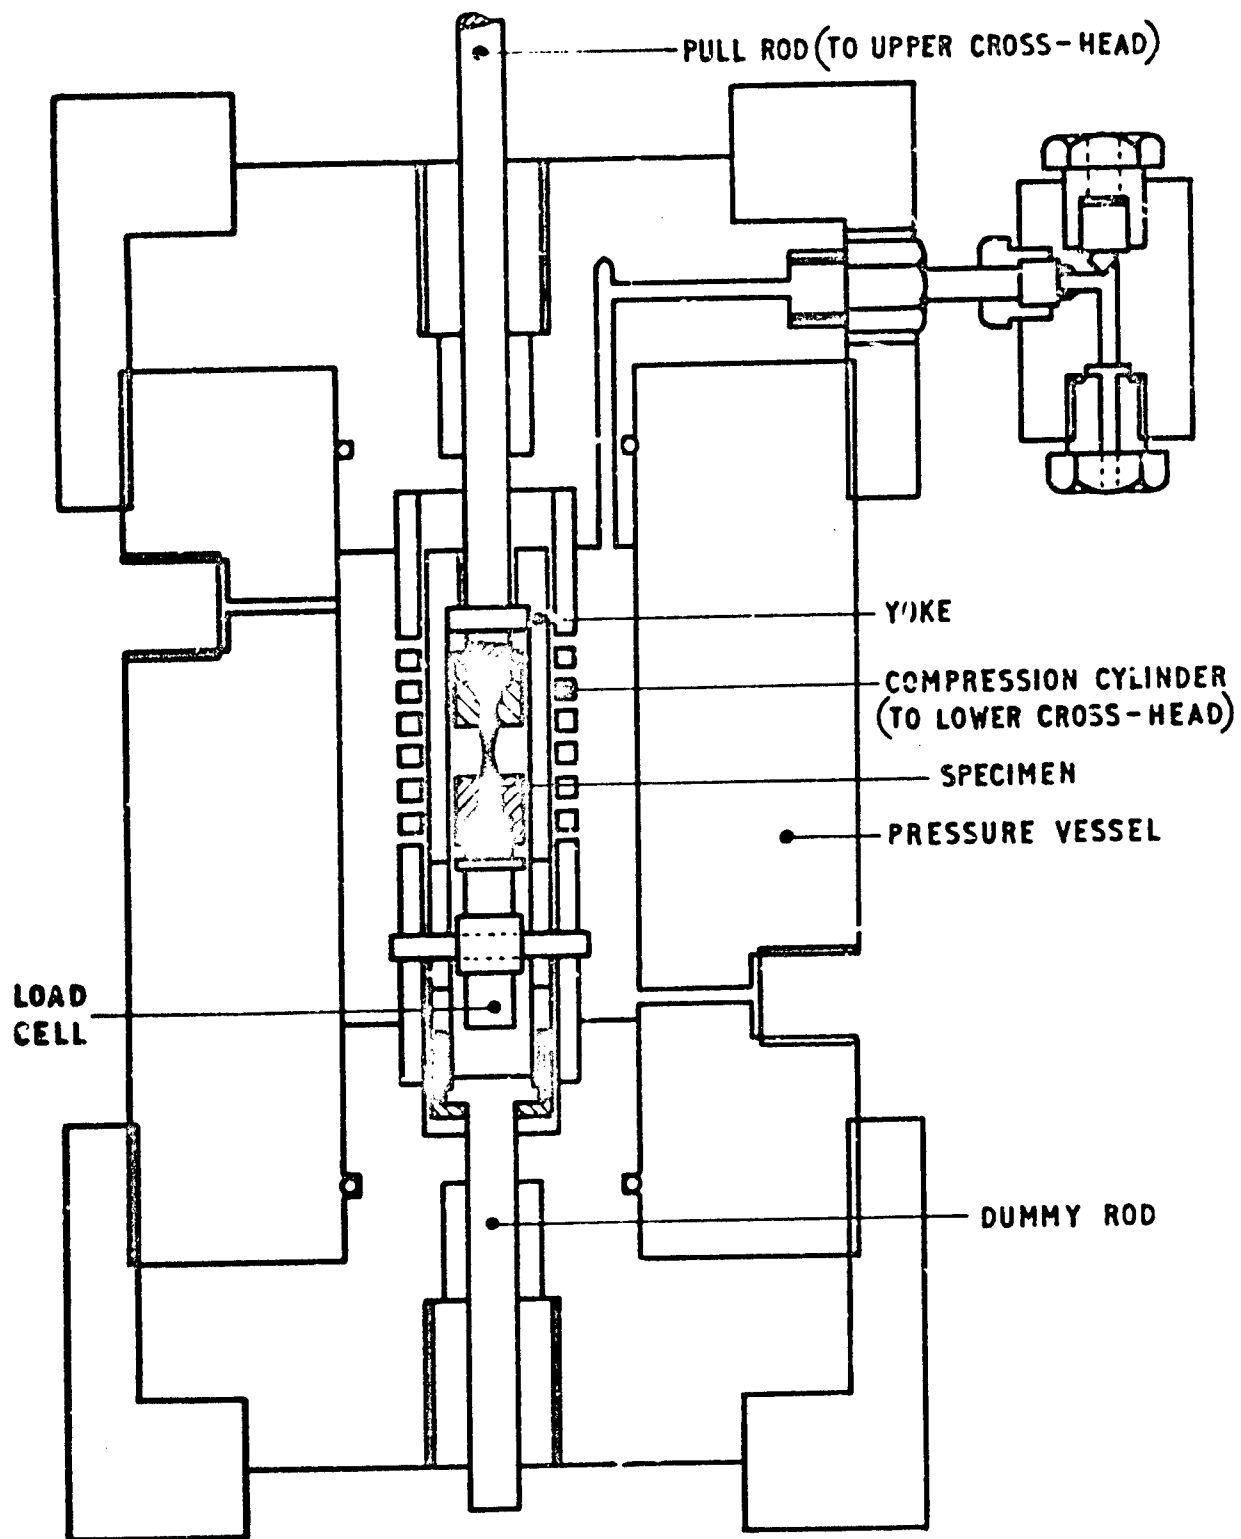 PULL ROD (TO UPPER CROSS-HEAD)
YOKE
COMPRESSION CYLINDER
(TO LOWER CROSS-HEAD)
SPECIMEN
PRESSURE VESSEL
LOAD
CELL
DUMMY ROD